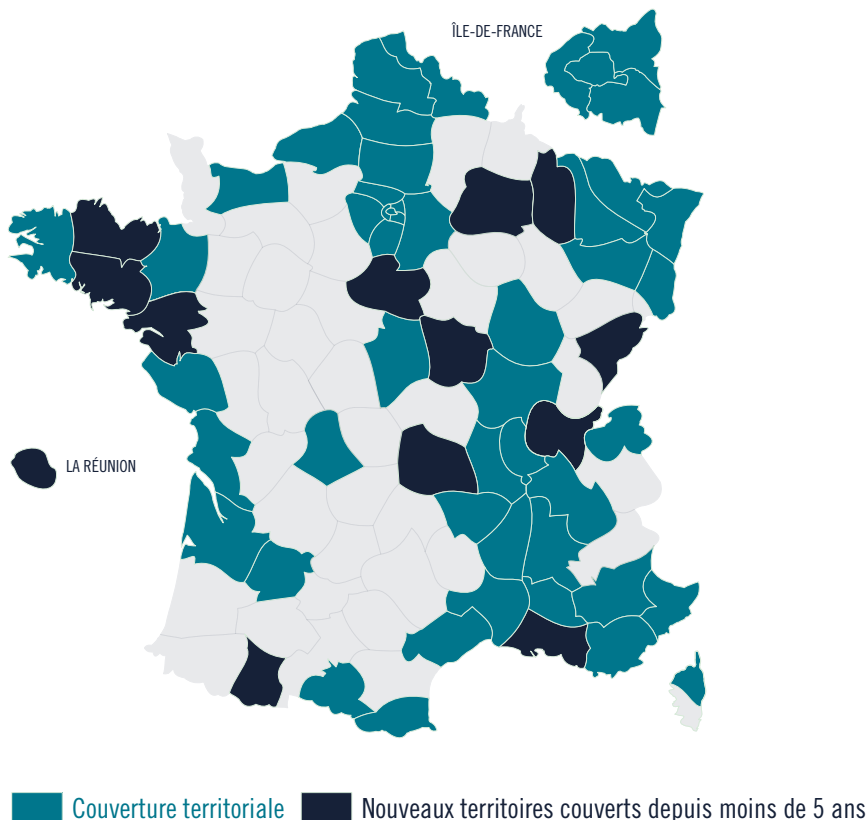 ÎLE-DE-FRANCE
LA RÉUNION
Couverture territoriale
Nouveaux territoires couverts depuis moins de 5 ans